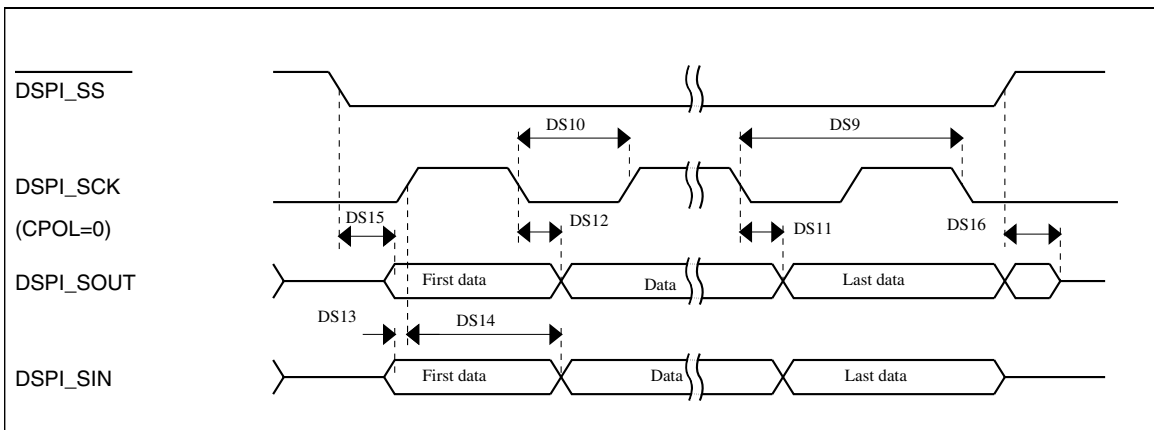 DSPI_SS
DS10
DS9
DSPI_SCK
DS15
DS12
DS11
DS16
(CPOL=0)
DSPI_SOUT
First data
Data
Last data
DS13
DS14
DSPI_SIN
First data
Data
Last data